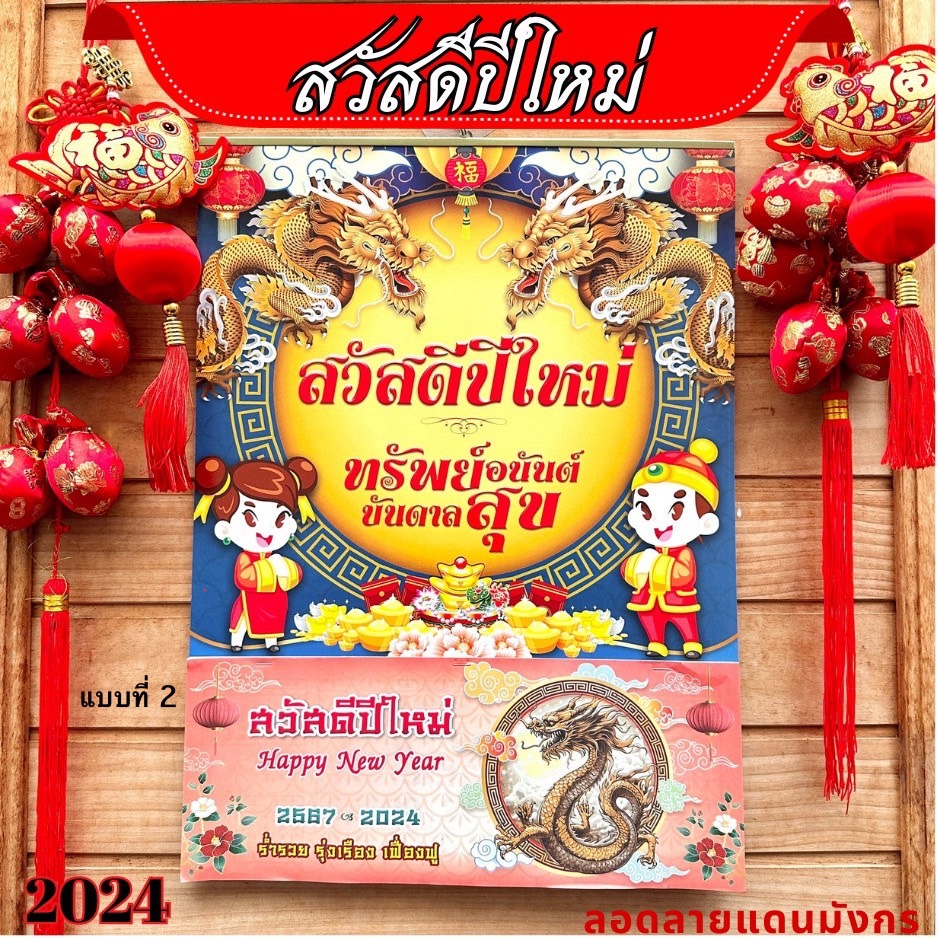 สวัสดีปีใหม่
福
福
福
สวัสดีปีใหม่
ทรัพย์อนันต์
บันดาลสุข
แบบที่ 2
สวัสดีปีใหม่
Happy New Year
2567 2024
ร่ำรวย รุ่งเรือง เฟื่องฟู
2024
ลอดลายแดนมังกร